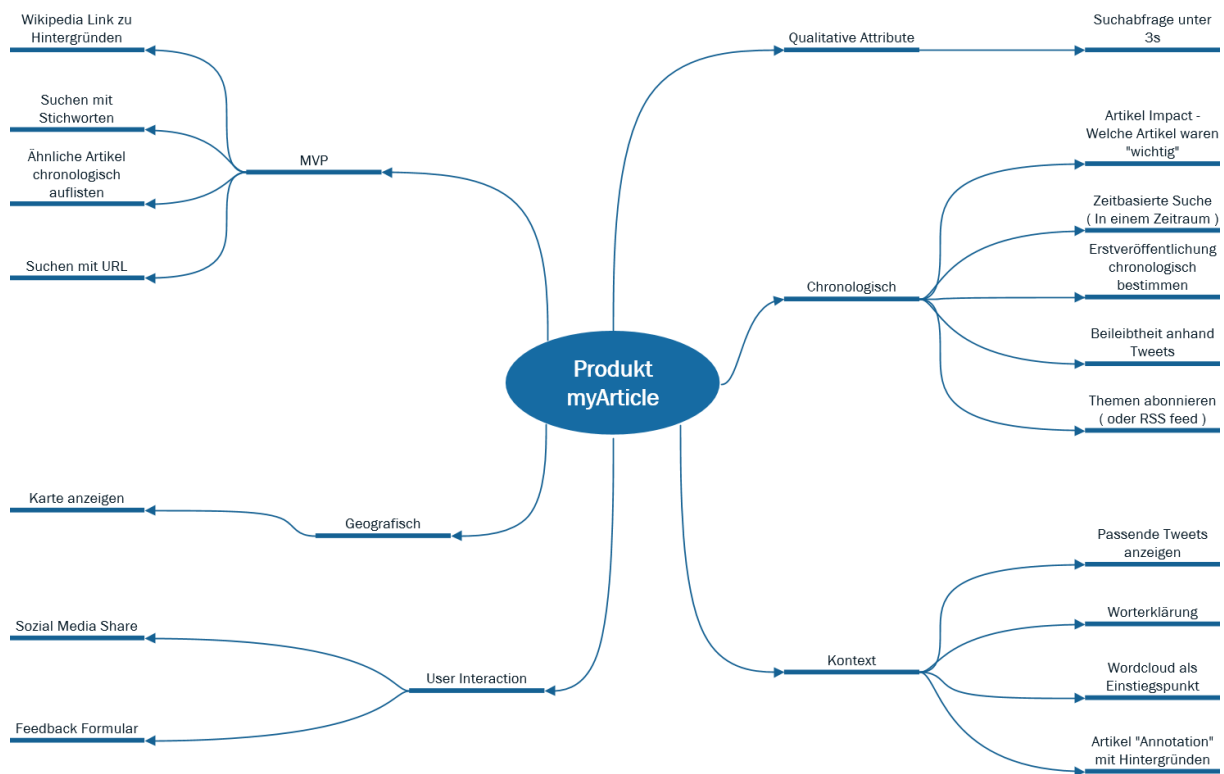 Wikipedia Link zu
Hintergründen
Suchen mit
Stichworten
Ähnliche Artikel
chronologisch
auflisten
Suchen mit URL
MVP
Qualitative Attribute
Suchabfrage unter
3s
Artikel Impact -
Welche Artikel waren
"wichtig"
Zeitbasierte Suche
( In einem Zeitraum )
Erstveröffentlichung
chronologisch
bestimmen
Beileibtheit anhand
Tweets
Themen abonnieren
( oder RSS feed )
Chronologisch
Produkt
myArticle
Karte anzeigen
Geografisch
Sozial Media Share
Feedback Formular
User Interaction
Kontext
Passende Tweets
anzeigen
Worterklärung
Wordcloud als
Einstiegspunkt
Artikel "Annotation"
mit Hintergründen